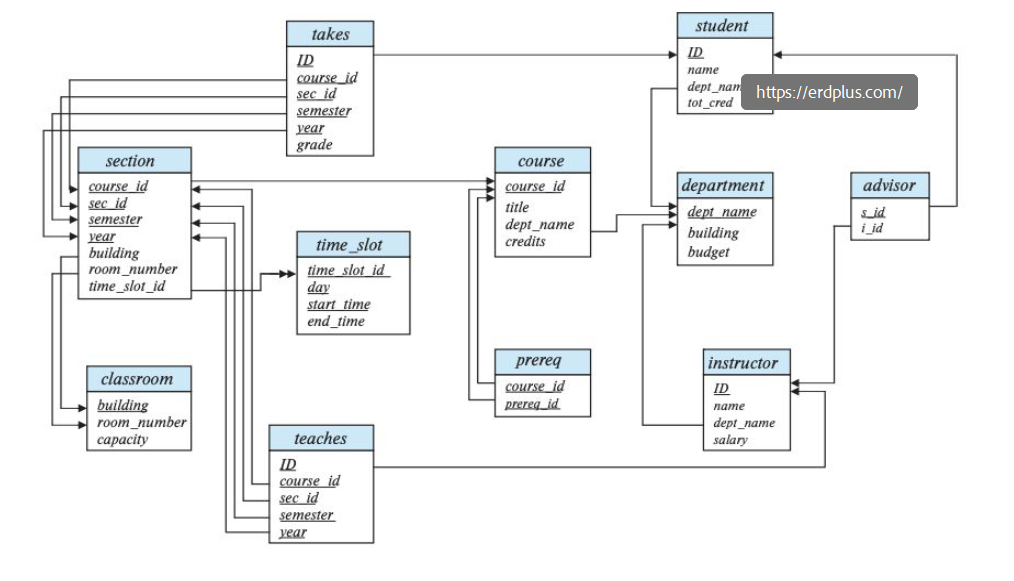 takes
ID
course_id
sec_id
semester
year
grade
student
ID
name
tot_cred
https://erdplus.com/
section
course_id
sec_id
semester
year
building
room_number
time_slot_id
course
course_id
title
dept_name
credits
department
dept_name
building
budget
advisor
s_id
i_id
time_slot
time_slot_id
day
start_time
end_time
prereq
course_id
prereq_id
instructor
ID
name
dept_name
salary
classroom
building
room_number
capacity
teaches
ID
course_id
sec_id
semester
year